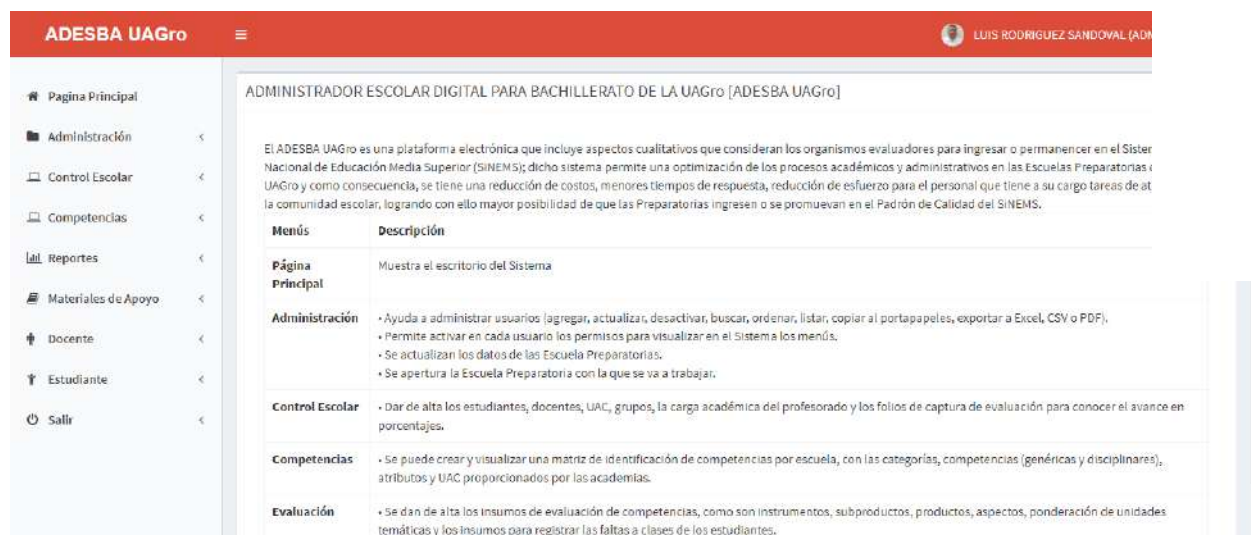 ADESBA UAGro
LUIS RODRIGUEZ SANDOVAL (ADM
Pagina Principal
Administración
Control Escolar
Competencias
Reportes
Materiales de Apoyo
Docente
Estudiante
Salir
ADMINISTRADOR ESCOLAR DIGITAL PARA BACHILLERATO DE LA UAGro [ADESBA UAGro]
El ADESBA UAGro es una plataforma electrónica que incluye aspectos cualitativos que consideran los organismos evaluadores para ingresar o permanencer en el Sister
Nacional de Educación Media Superior (SiNEMS); dicho sistema permite una optimización de los procesos académicos y administrativos en las Escuelas Preparatorias
UAGro y como consecuencia, se tiene una reducción de costos, menores tiempos de respuesta, reducción de esfuerzo para el personal que tiene a su cargo tareas de at
la comunidad escolar, logrando con ello mayor posibilidad de que las Preparatorias ingresen o se promuevan en el Padrón de Calidad del SiNEMS.
Menús Descripción
Página Muestra el escritorio del Sistema
Principal
Administración • Ayuda a administrar usuarios (agregar, actualizar, desactivar, buscar, ordenar, listar, copiar al portapapeles, exportar a Excel, CSV o PDF).
• Permite activar en cada usuario los permisos para visualizar en el Sistema los menús.
• Se actualizan los datos de las Escuela Preparatorias.
• Se apertura la Escuela Preparatoria con la que se va a trabajar.
Control Escolar • Dar de alta los estudiantes, docentes, UAC, grupos, la carga académica del profesorado y los folios de captura de evaluación para conocer el avance en
porcentajes.
Competencias • Se puede crear y visualizar una matriz de identificación de competencias por escuela, con las categorías, competencias (genéricas y disciplinares),
atributos y UAC proporcionados por las academias.
Evaluación • Se dan de alta los insumos de evaluación de competencias, como son instrumentos, subproductos, productos, aspectos, ponderación de unidades
temáticas y los insumos para registrar las faltas a clases de los estudiantes.